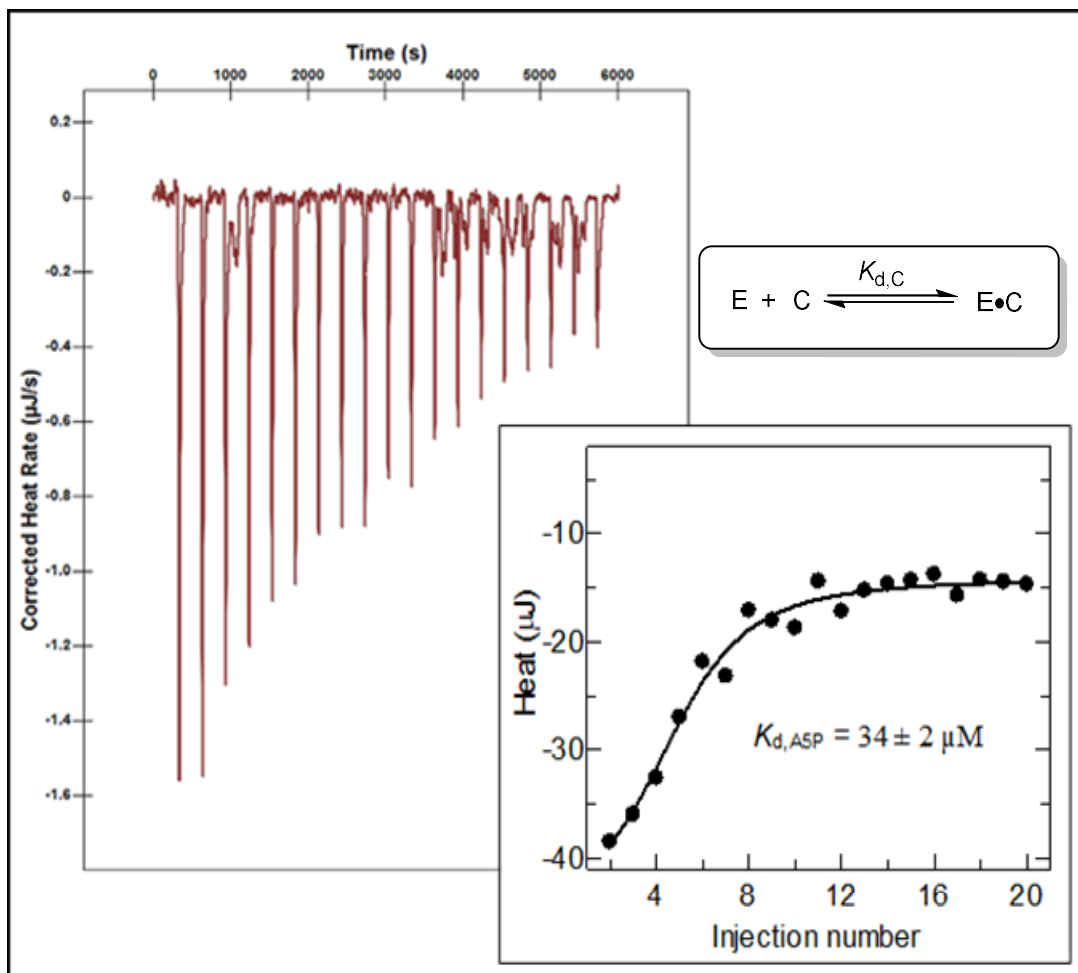 Time (s)
0 1000 2000 3000 4000 5000 6000
0.2
0
-0.2
-0.4
-0.6
-0.8
-1.0
-1.2
-1.4
-1.6
Corrected Heat Rate (µJ/s)
Kd,C
E + C E•C
-10
-20
-30
-40
Heat (µJ)
Kd,A5P = 34 ± 2 µM
4 8 12 16 20
Injection number